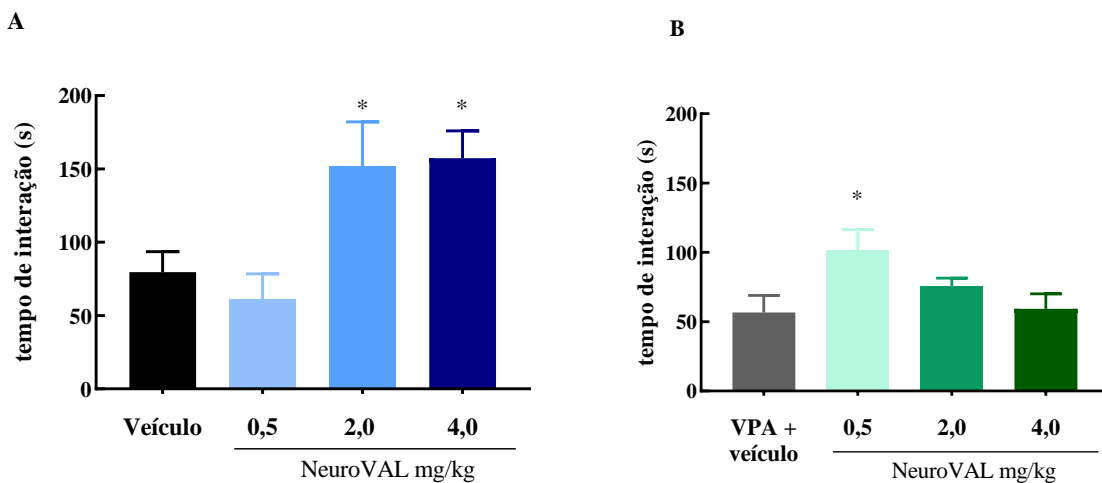 A
tempo de interação (s)
200
150
100
50
0
*
*
Veículo
0,5
2,0
4,0
NeuroVAL mg/kg
B
tempo de interação (s)
200
150
100
50
0
*
VPA +
veículo
0,5
2,0
4,0
NeuroVAL mg/kg